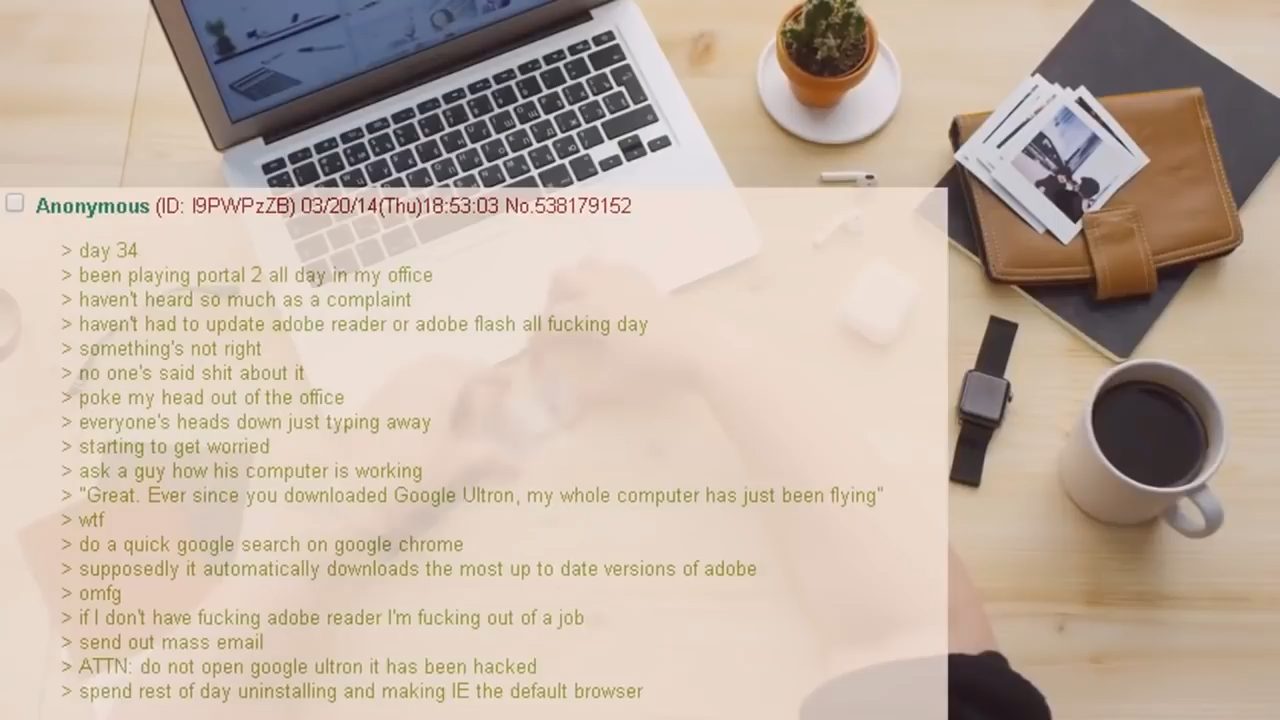 Anonymous (ID: I9PWPzZB) 03/20/14(Thu)18:53:03 No.538179152
> day 34
> been playing portal 2 all day in my office
> haven't heard so much as a complaint
> haven't had to update adobe reader or adobe flash all fucking day
> something's not right
> no one's said shit about it
> poke my head out of the office
> everyone's heads down just typing away
> starting to get worried
> ask a guy how his computer is working
> "Great. Ever since you downloaded Google Ultron, my whole computer has just been flying"
> wtf
> do a quick google search on google chrome
> supposedly it automatically downloads the most up to date versions of adobe
> omfg
> if I don't have fucking adobe reader I'm fucking out of a job
> send out mass email
> ATTN: do not open google ultron it has been hacked
> spend rest of day uninstalling and making IE the default browser